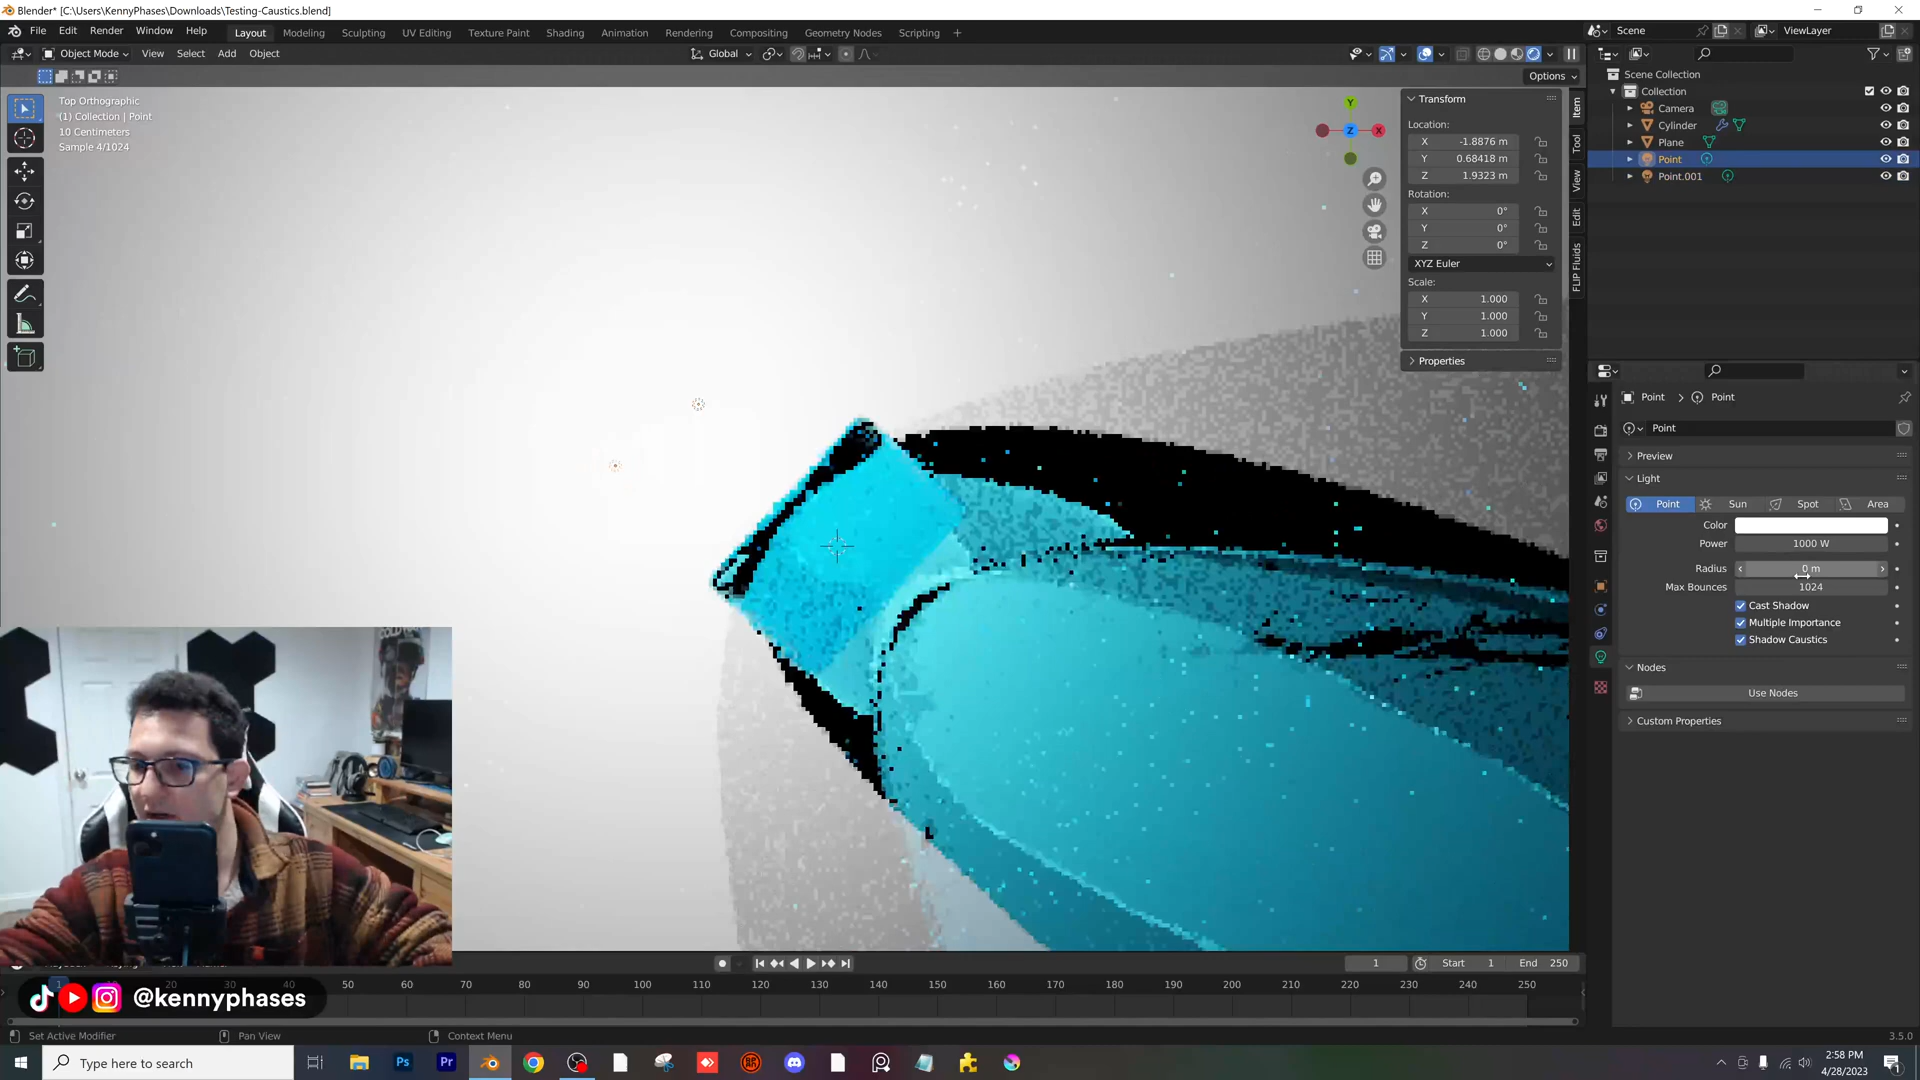 Blender* [C:\Users\KennyPhases\Downloads\Testing-Caustics.blend]
File Edit Render Window Help
Layout Modeling Sculpting UV Editing Texture Paint Shading Animation Rendering Compositing Geometry Nodes Scripting +
Scene
ViewLayer
Object Mode View Select Add Object
Global
Options
Top Orthographic
(1) Collection | Point
10 Centimeters
Sample 4/1024
Y
Z
X
Transform
Location:
X -1.8876 m
Y 0.68418 m
Z 1.9323 m
Rotation:
X 0°
Y 0°
Z 0°
XYZ Euler
Scale:
X 1.000
Y 1.000
Z 1.000
Properties
Item
Tool
View
Edit
FLIP Fluids
Scene Collection
Collection
Camera
Cylinder
Plane
Point
Point.001
Point > Point
Point
Preview
Light
Point Sun Spot Area
Color
Power 1000 W
Radius 0 m
Max Bounces 1024
Cast Shadow
Multiple Importance
Shadow Caustics
Nodes
Use Nodes
Custom Properties
1 Start 1 End 250
1 50 60 70 80 90 100 110 120 130 140 150 160 170 180 190 200 210 220 230 240 250
@kennyphases
Set Active Modifier Pan View Context Menu
3.5.0
Type here to search
Ps
Pr
2:58 PM
4/28/2023
1